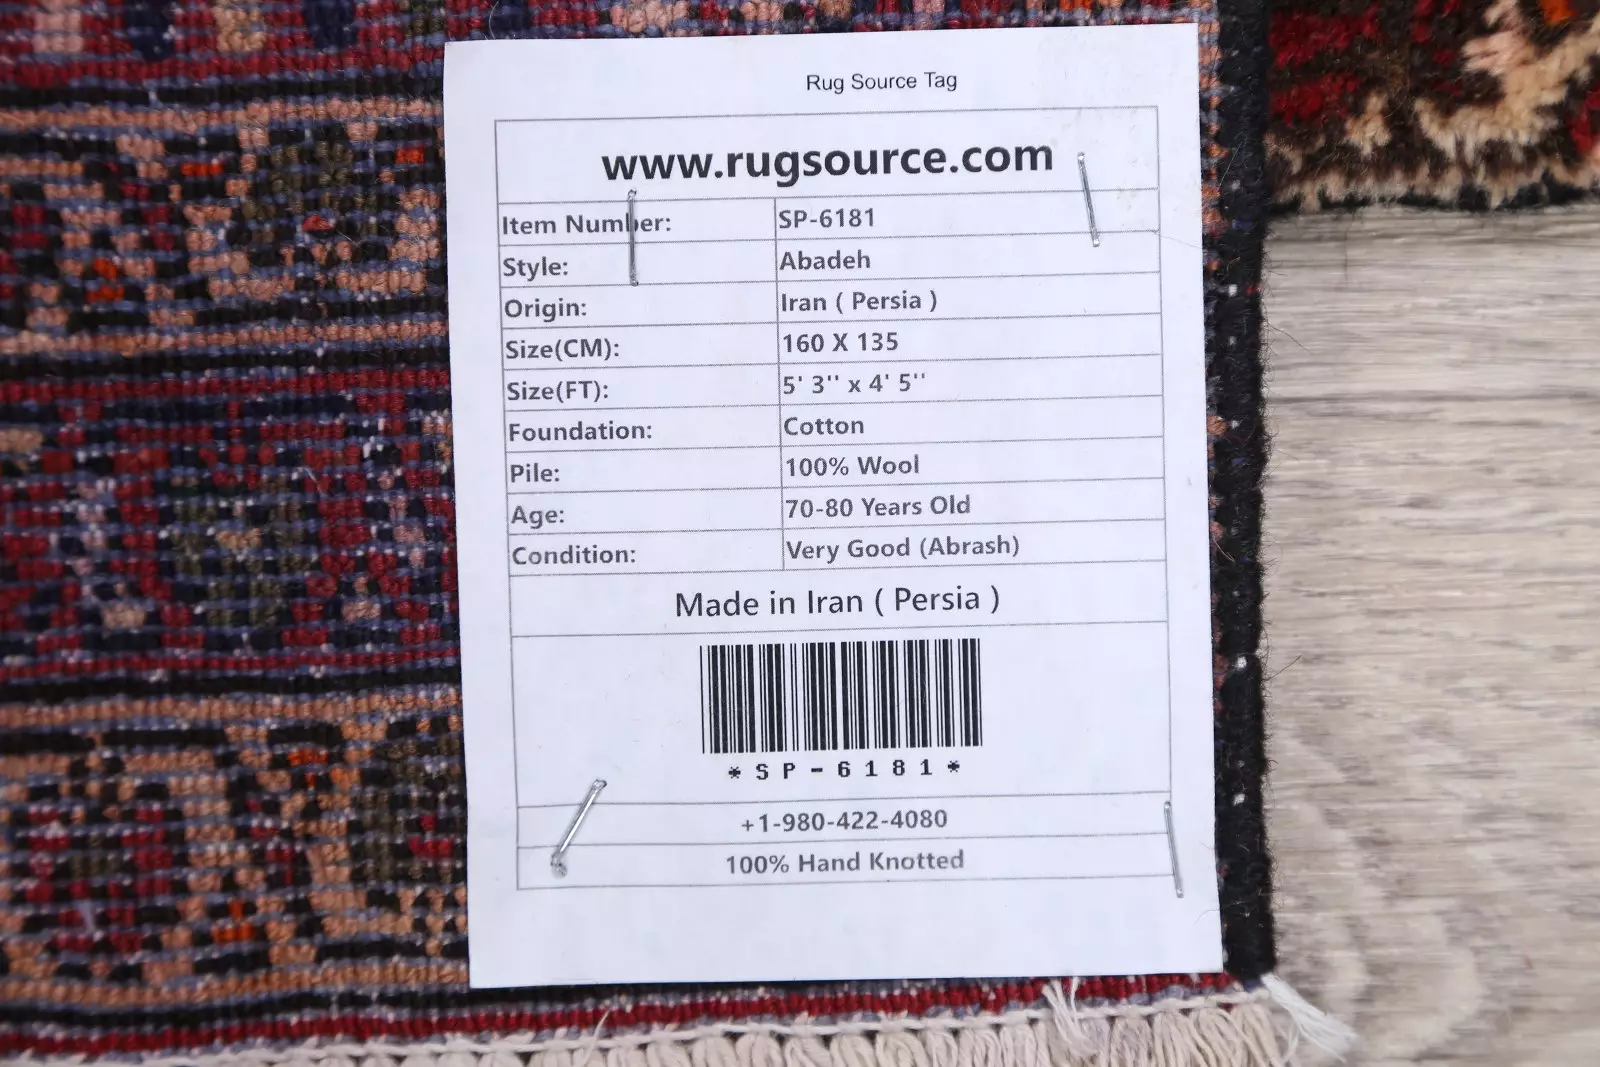 Rug Source Tag
www.rugsource.com
Item Number: SP-6181
Style: Abadeh
Origin: Iran ( Persia )
Size(CM): 160 X 135
Size(FT): 5' 3'' x 4' 5''
Foundation: Cotton
Pile: 100% Wool
Age: 70-80 Years Old
Condition: Very Good (Abrash)
Made in Iran ( Persia )
*SP-6181*
+1-980-422-4080
100% Hand Knotted